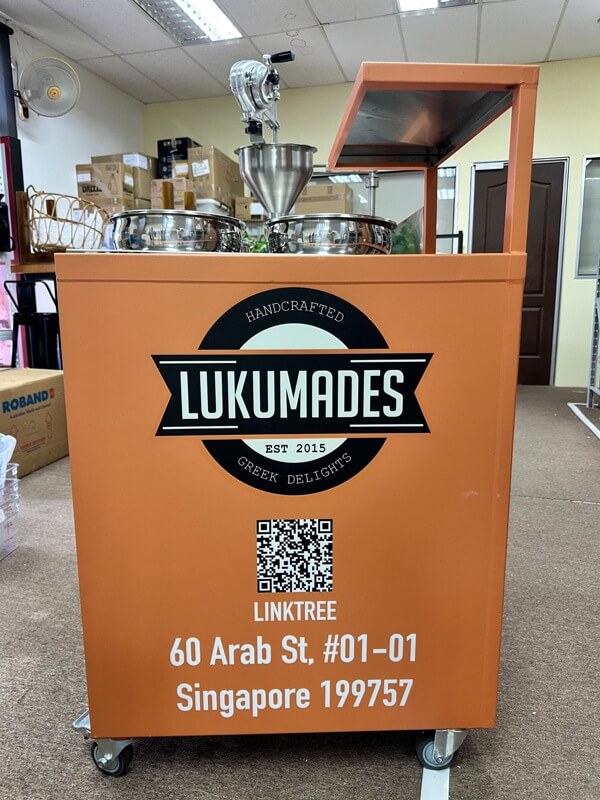 HANDCRAFTED
LUKUMADES
EST 2015
GREEK DELIGHTS
ROBAND
LINKTREE
60 Arab St, #01-01
Singapore 199757